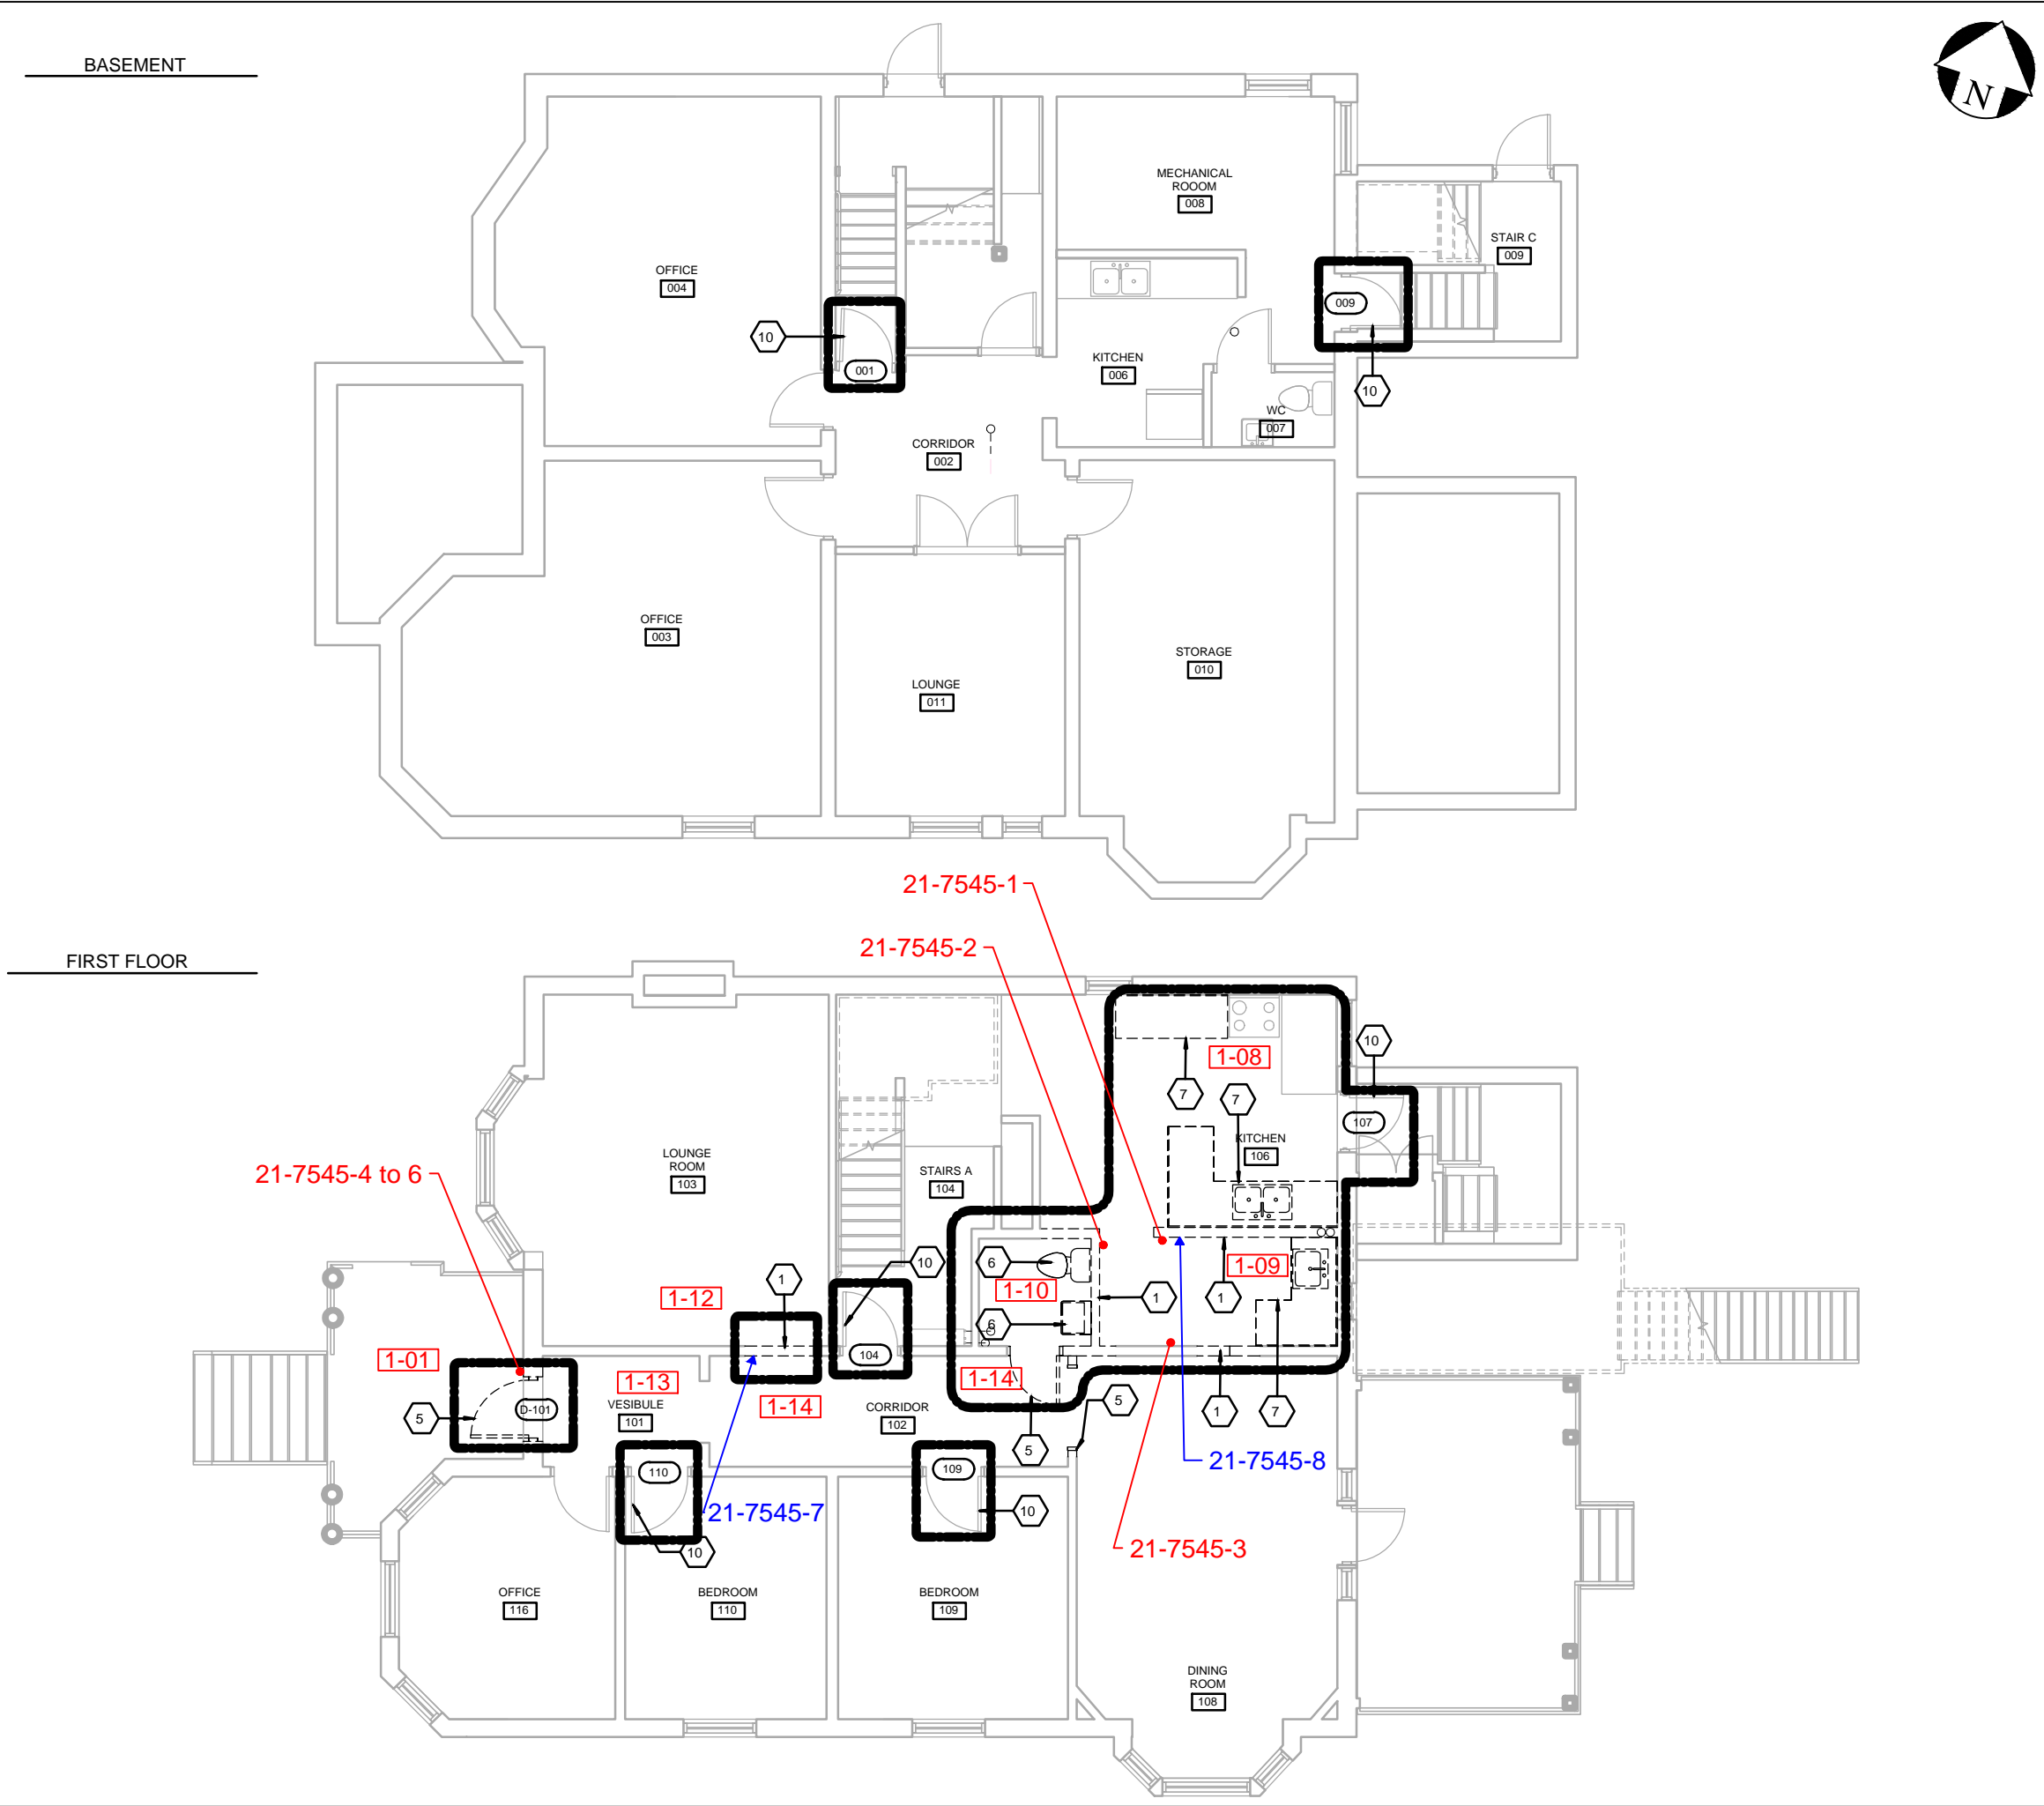 BASEMENT
N
MECHANICAL
ROOOM
008
STAIR C
009
OFFICE
004
009
10
001
KITCHEN
006
10
WC
007
CORRIDOR
002
OFFICE
003
STORAGE
010
LOUNGE
011
21-7545-1
21-7545-2
FIRST FLOOR
10
1-08
7
7
107
KITCHEN
106
LOUNGE
ROOM
103
STAIRS A
104
21-7545-4 to 6
10
6
1-09
1
1-10
1-12
1
1
6
104
1-01
1-14
1-13
VESIBULE
101
1-14
CORRIDOR
102
5
D-101
5
1
7
5
21-7545-8
110
109
21-7545-7
10
10
21-7545-3
OFFICE
116
BEDROOM
110
BEDROOM
109
DINING
ROOM
108